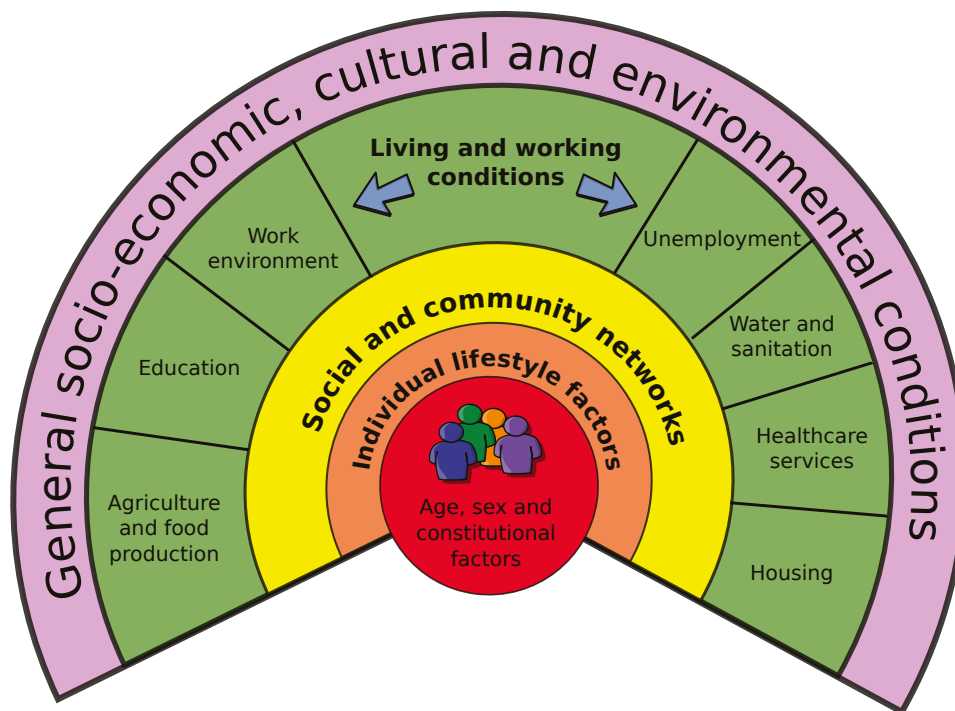 General socio-economic, cultural and environmental conditions
Living and working
conditions
Agriculture
and food
production
Education
Work
environment
Unemployment
Water and
sanitation
Healthcare
services
Housing
Social and community networks
Individual lifestyle factors
Age, sex and
constitutional
factors